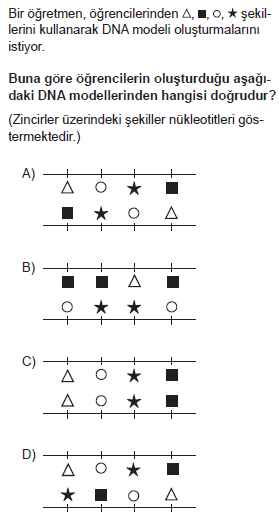 Bir öğretmen, öğrencilerinden △, ■, ○, ★ şekil-
lerini kullanarak DNA modeli oluşturmalarını
istiyor.
Buna göre öğrencilerin oluşturduğu aşağı-
daki DNA modellerinden hangisi doğrudur?
(Zincirler üzerindeki şekiller nükleotitleri gös-
termektedir.)
A)
△ ○ ★ ■
■ ★ ○ △
B)
■ ■ △ ■
○ ★ ★ ○
C)
△ ○ ★ ■
△ ○ ★ ■
D)
△ ○ ★ ■
★ ■ ○ △